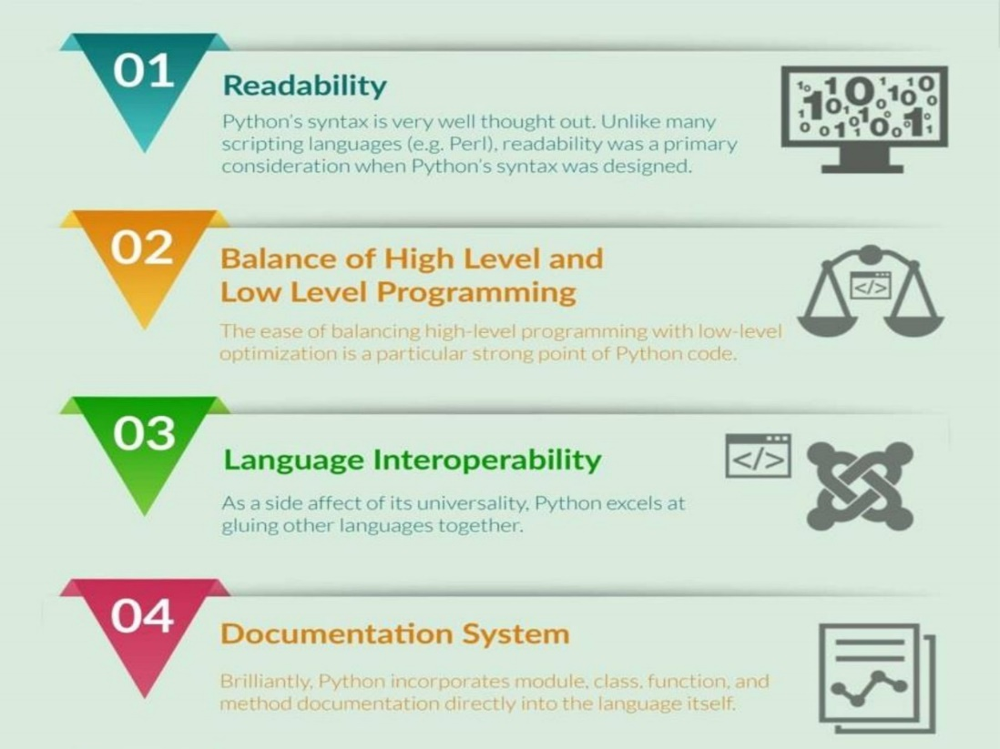 01
Readability
Python's syntax is very well thought out. Unlike many
scripting languages (e.g. Perl), readability was a primary
consideration when Python's syntax was designed.
02
Balance of High Level and
Low Level Programming
The ease of balancing high-level programming with low-level
optimization is a particular strong point of Python code.
</>
03
Language Interoperability
</>
As a side affect of its universality, Python excels at
gluing other languages together.
04
Documentation System
Brilliantly, Python incorporates module, class, function, and
method documentation directly into the language itself.